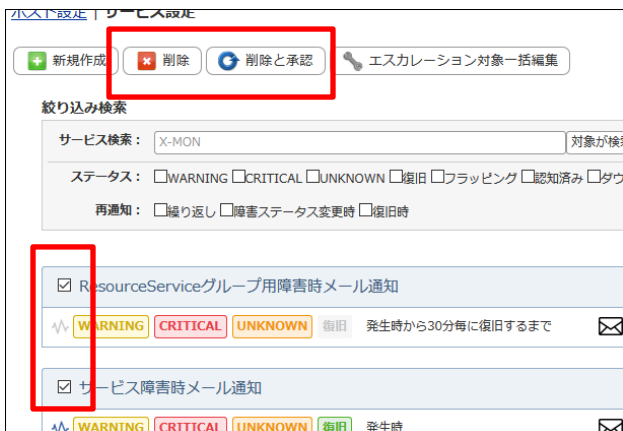 ホスト設定 | サービス設定
新規作成 削除 削除と承認 エスカレーション対象一括編集
絞り込み検索
サービス検索： X-MON 対象が検
ステータス： WARNING CRITICAL UNKNOWN 復旧 フラッピング 認知済み ダウ
再通知： 繰り返し 障害ステータス変更時 復旧時
ResourceServiceグループ用障害時メール通知
WARNING CRITICAL UNKNOWN 復旧 発生時から30分毎に復旧するまで
サービス障害時メール通知
WARNING CRITICAL UNKNOWN 復旧 発生時